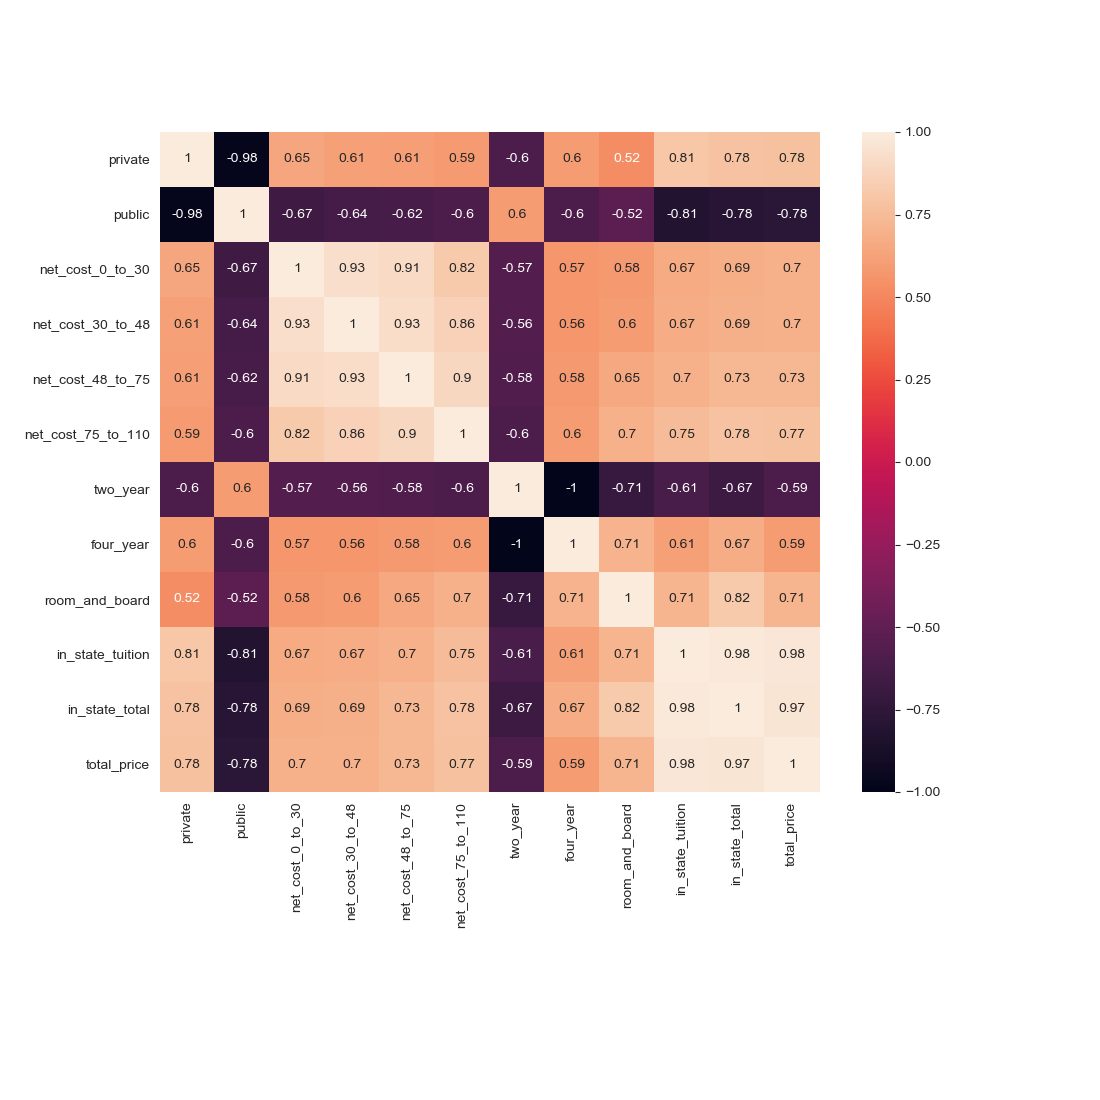 private 1 -0.98 0.65 0.61 0.61 0.59 -0.6 0.6 0.52 0.81 0.78 0.78
public -0.98 1 -0.67 -0.64 -0.62 -0.6 0.6 -0.6 -0.52 -0.81 -0.78 -0.78
net_cost_0_to_30 0.65 -0.67 1 0.93 0.91 0.82 -0.57 0.57 0.58 0.67 0.69 0.7
net_cost_30_to_48 0.61 -0.64 0.93 1 0.93 0.86 -0.56 0.56 0.6 0.67 0.69 0.7
net_cost_48_to_75 0.61 -0.62 0.91 0.93 1 0.9 -0.58 0.58 0.65 0.7 0.73 0.73
net_cost_75_to_110 0.59 -0.6 0.82 0.86 0.9 1 -0.6 0.6 0.7 0.75 0.78 0.77
two_year -0.6 0.6 -0.57 -0.56 -0.58 -0.6 1 -1 -0.71 -0.61 -0.67 -0.59
four_year 0.6 -0.6 0.57 0.56 0.58 0.6 -1 1 0.71 0.61 0.67 0.59
room_and_board 0.52 -0.52 0.58 0.6 0.65 0.7 -0.71 0.71 1 0.71 0.82 0.71
in_state_tuition 0.81 -0.81 0.67 0.67 0.7 0.75 -0.61 0.61 0.71 1 0.98 0.98
in_state_total 0.78 -0.78 0.69 0.69 0.73 0.78 -0.67 0.67 0.82 0.98 1 0.97
total_price 0.78 -0.78 0.7 0.7 0.73 0.77 -0.59 0.59 0.71 0.98 0.97 1
private
public
net_cost_0_to_30
net_cost_30_to_48
net_cost_48_to_75
net_cost_75_to_110
two_year
four_year
room_and_board
in_state_tuition
in_state_total
total_price
1.00
0.75
0.50
0.25
0.00
−0.25
−0.50
−0.75
−1.00